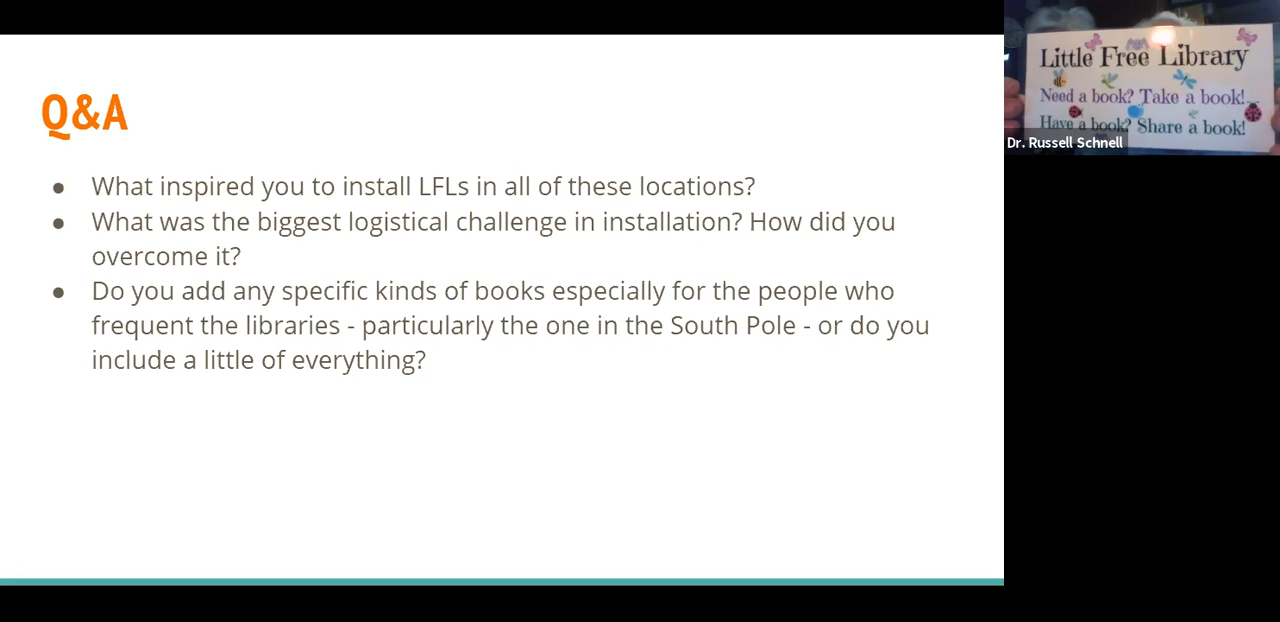 Q&A
● What inspired you to install LFLs in all of these locations?
● What was the biggest logistical challenge in installation? How did you
overcome it?
● Do you add any specific kinds of books especially for the people who
frequent the libraries - particularly the one in the South Pole - or do you
include a little of everything?
Little Free Library
Need a book? Take a book!
Have a book? Share a book!
Dr. Russell Schnell